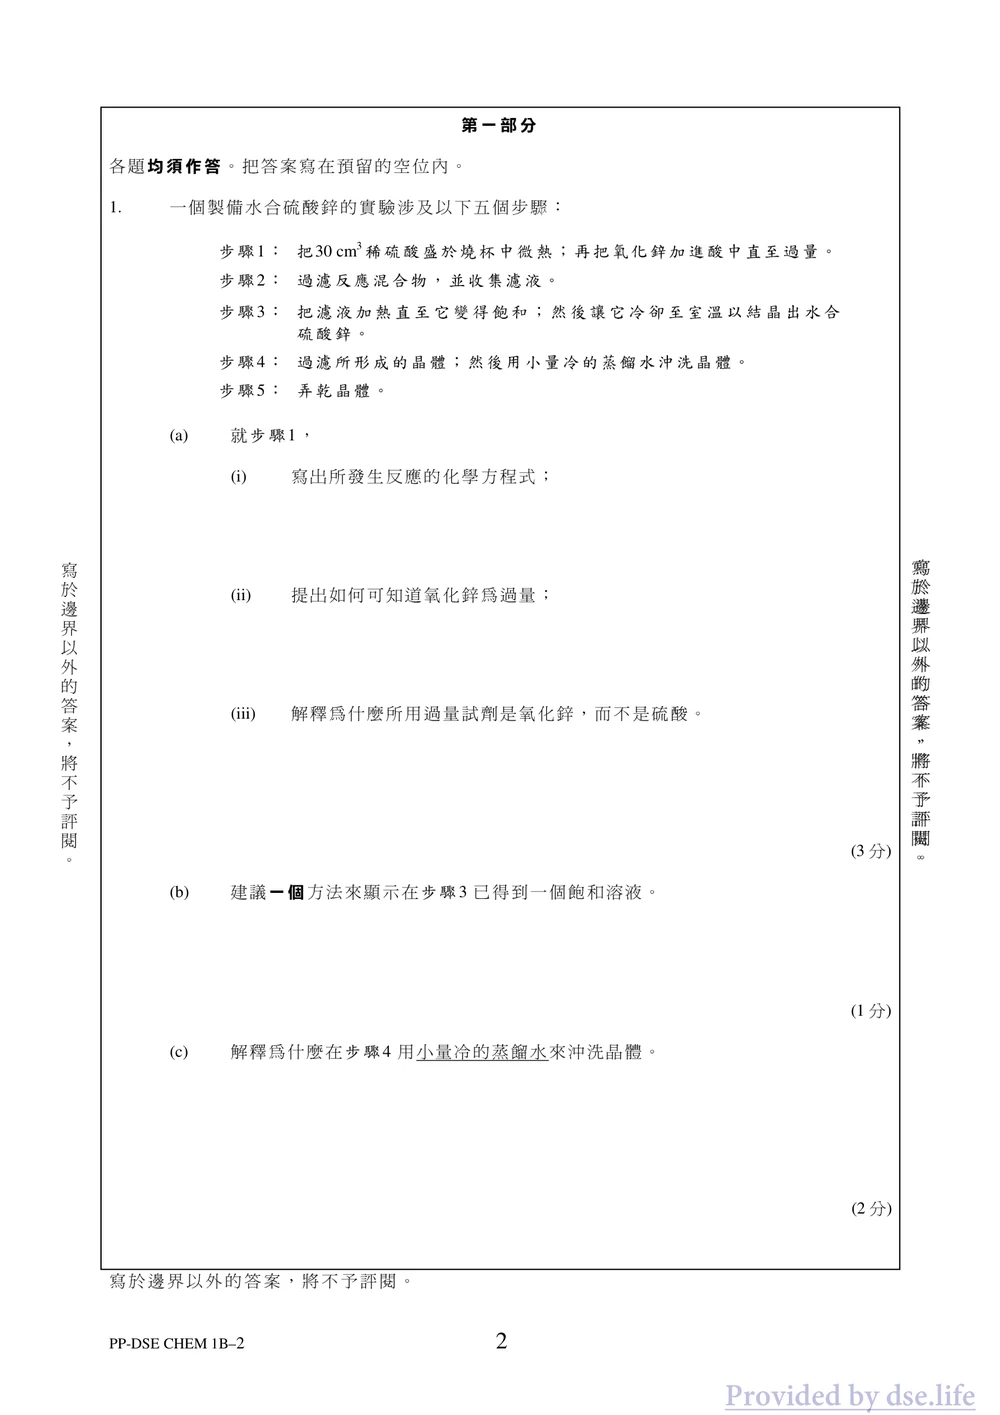 第一部分
各題均須作答。把答案寫在預留的空位內。
1. 一個製備水合硫酸鋅的實驗涉及以下五個步驟：
步驟1： 把30 cm³稀硫酸盛於燒杯中微熱；再把氧化鋅加進酸中直至過量。
步驟2： 過濾反應混合物，並收集濾液。
步驟3： 把濾液加熱直至它變得飽和；然後讓它冷卻至室溫以結晶出水合
硫酸鋅。
步驟4： 過濾所形成的晶體；然後用小量冷的蒸餾水沖洗晶體。
步驟5： 弄乾晶體。
(a) 就步驟1，
(i) 寫出所發生反應的化學方程式；
(ii) 提出如何可知道氧化鋅爲過量；
(iii) 解釋爲什麼所用過量試劑是氧化鋅，而不是硫酸。
(3 分)
(b) 建議一個方法來顯示在步驟3 已得到一個飽和溶液。
(1 分)
(c) 解釋爲什麼在步驟4 用小量冷的蒸餾水來沖洗晶體。
(2 分)
寫於邊界以外的答案，將不予評閱。
寫於邊界以外的答案，將不予評閱。
寫於邊界以外的答案，將不予評閱。
PP-DSE CHEM 1B–2
2
Provided by dse.life